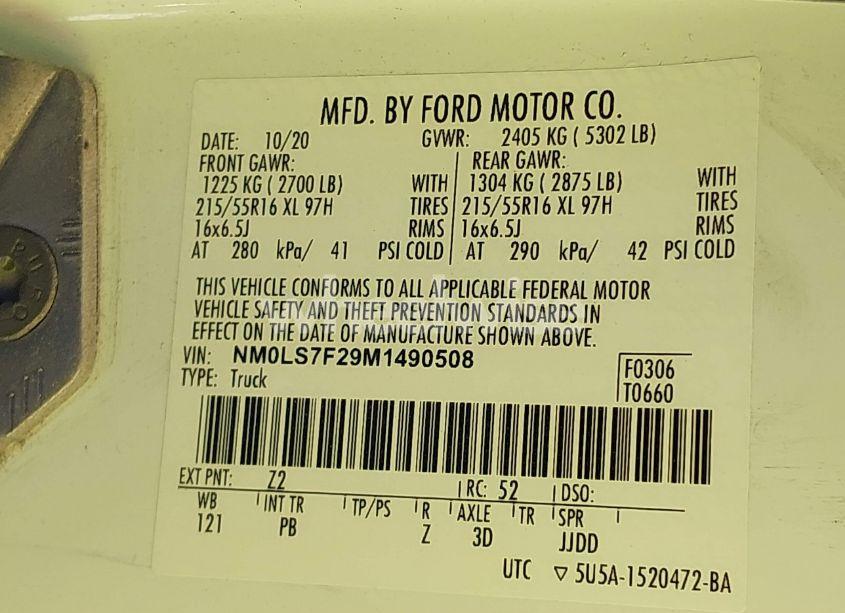 MFD. BY FORD MOTOR CO.
DATE: 10/20 GVWR: 2405 KG ( 5302 LB)
FRONT GAWR: REAR GAWR:
1225 KG ( 2700 LB) WITH 1304 KG ( 2875 LB) WITH
215/55R16 XL 97H TIRES 215/55R16 XL 97H TIRES
16x6.5J RIMS 16x6.5J RIMS
AT 280 kPa/ 41 PSI COLD AT 290 kPa/ 42 PSI COLD
THIS VEHICLE CONFORMS TO ALL APPLICABLE FEDERAL MOTOR
VEHICLE SAFETY AND THEFT PREVENTION STANDARDS IN
EFFECT ON THE DATE OF MANUFACTURE SHOWN ABOVE.
VIN: NM0LS7F29M1490508
TYPE: Truck
F0306
T0660
EXT PNT: Z2 RC: 52 DSO:
WB INT TR TP/PS R AXLE TR SPR
121 PB Z 3D JJDD
UTC ▽ 5U5A-1520472-BA